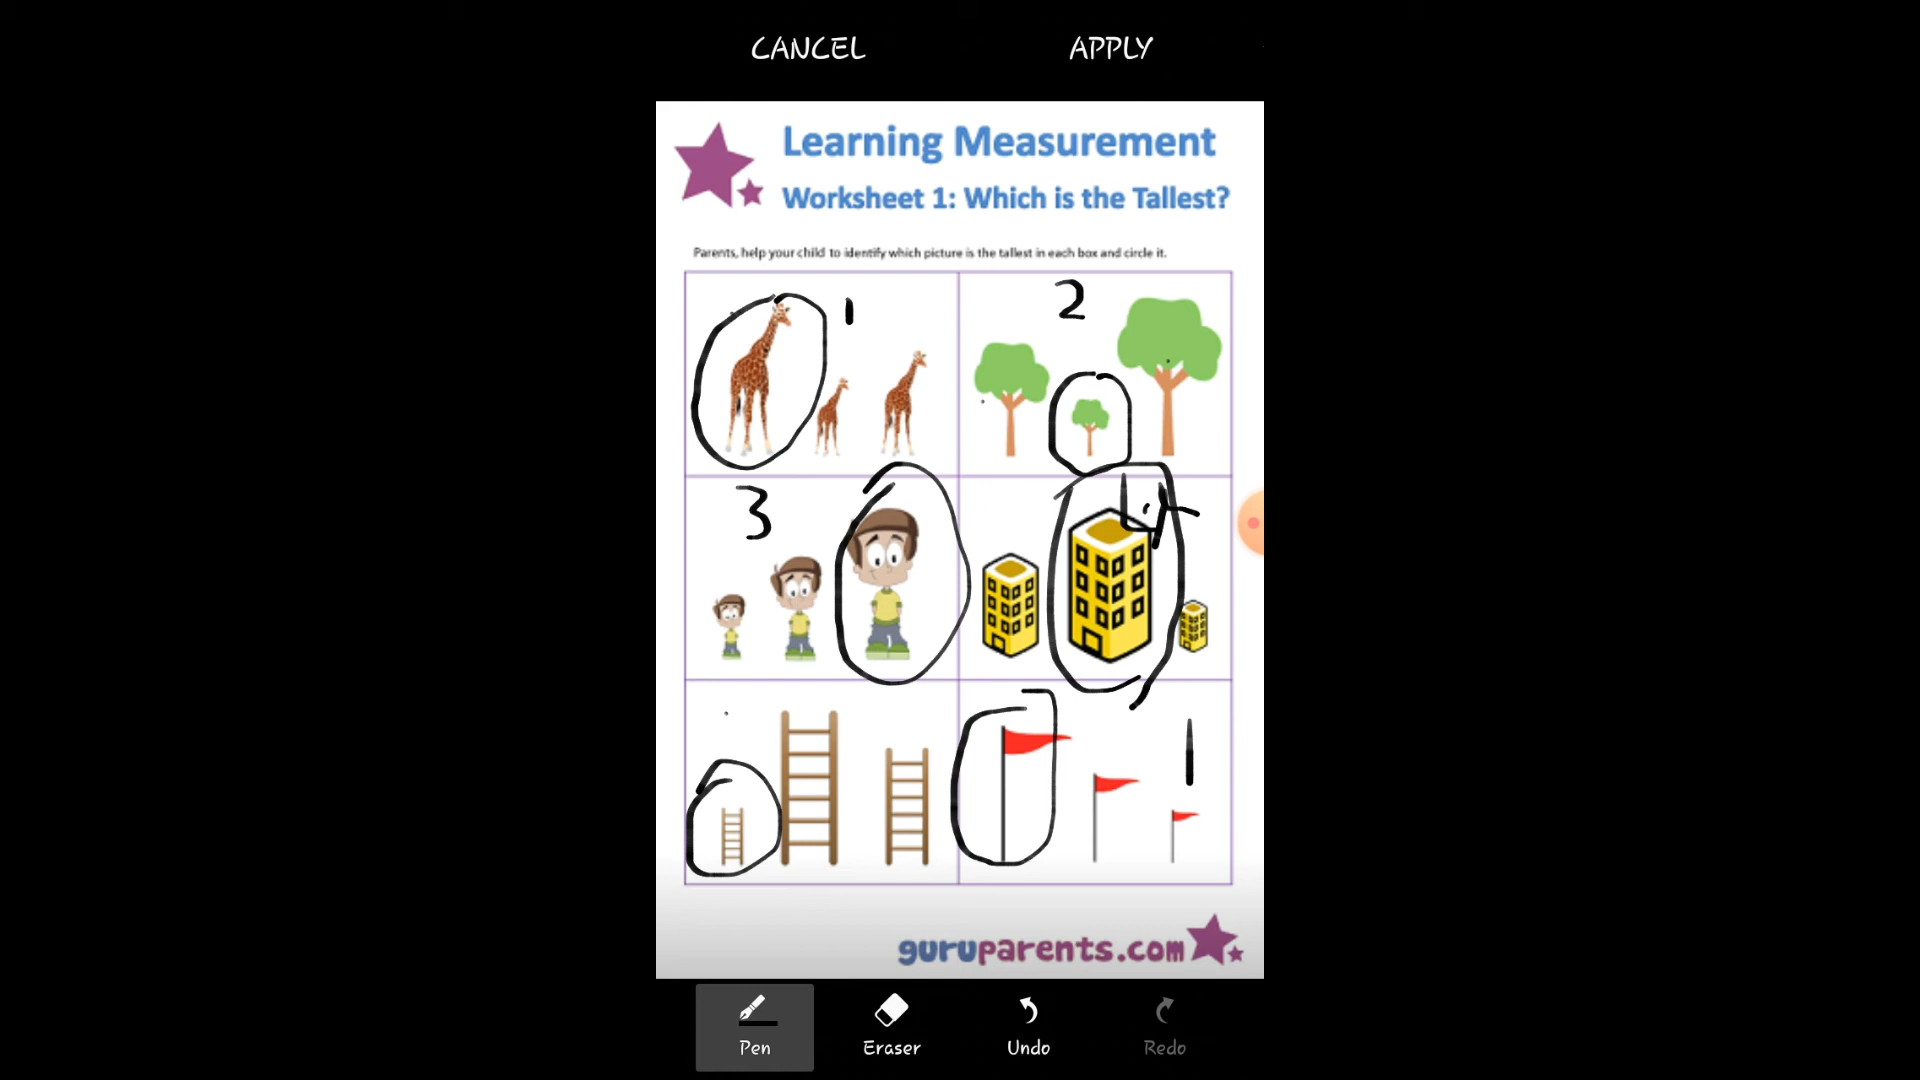 CANCEL APPLY
Learning Measurement
Worksheet 1: Which is the Tallest?
Parents, help your child to identify which picture is the tallest in each box and circle it.
1 2
3 4
1
guruparents.com
Pen Eraser Undo Redo